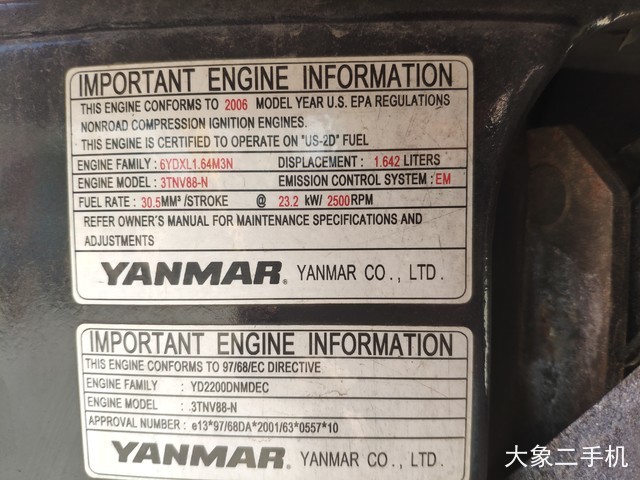 IMPORTANT ENGINE INFORMATION
THIS ENGINE CONFORMS TO 2006 MODEL YEAR U.S. EPA REGULATIONS
NONROAD COMPRESSION IGNITION ENGINES.
THIS ENGINE IS CERTIFIED TO OPERATE ON "US-2D" FUEL
ENGINE FAMILY : 6YDXL1.64M3N DISPLACEMENT : 1.642 LITERS
ENGINE MODEL : 3TNV88-N EMISSION CONTROL SYSTEM : EM
FUEL RATE : 30.5MM³ /STROKE @ 23.2 kW/ 2500RPM
REFER OWNER'S MANUAL FOR MAINTENANCE SPECIFICATIONS AND
ADJUSTMENTS
YANMAR® YANMAR CO., LTD.
IMPORTANT ENGINE INFORMATION
THIS ENGINE CONFORMS TO 97/68/EC DIRECTIVE
ENGINE FAMILY : YD2200DNMDEC
ENGINE MODEL : 3TNV88-N
APPROVAL NUMBER : e13*97/68DA*2001/63*0557*10
YANMAR® YANMAR CO., LTD.
大象二手机